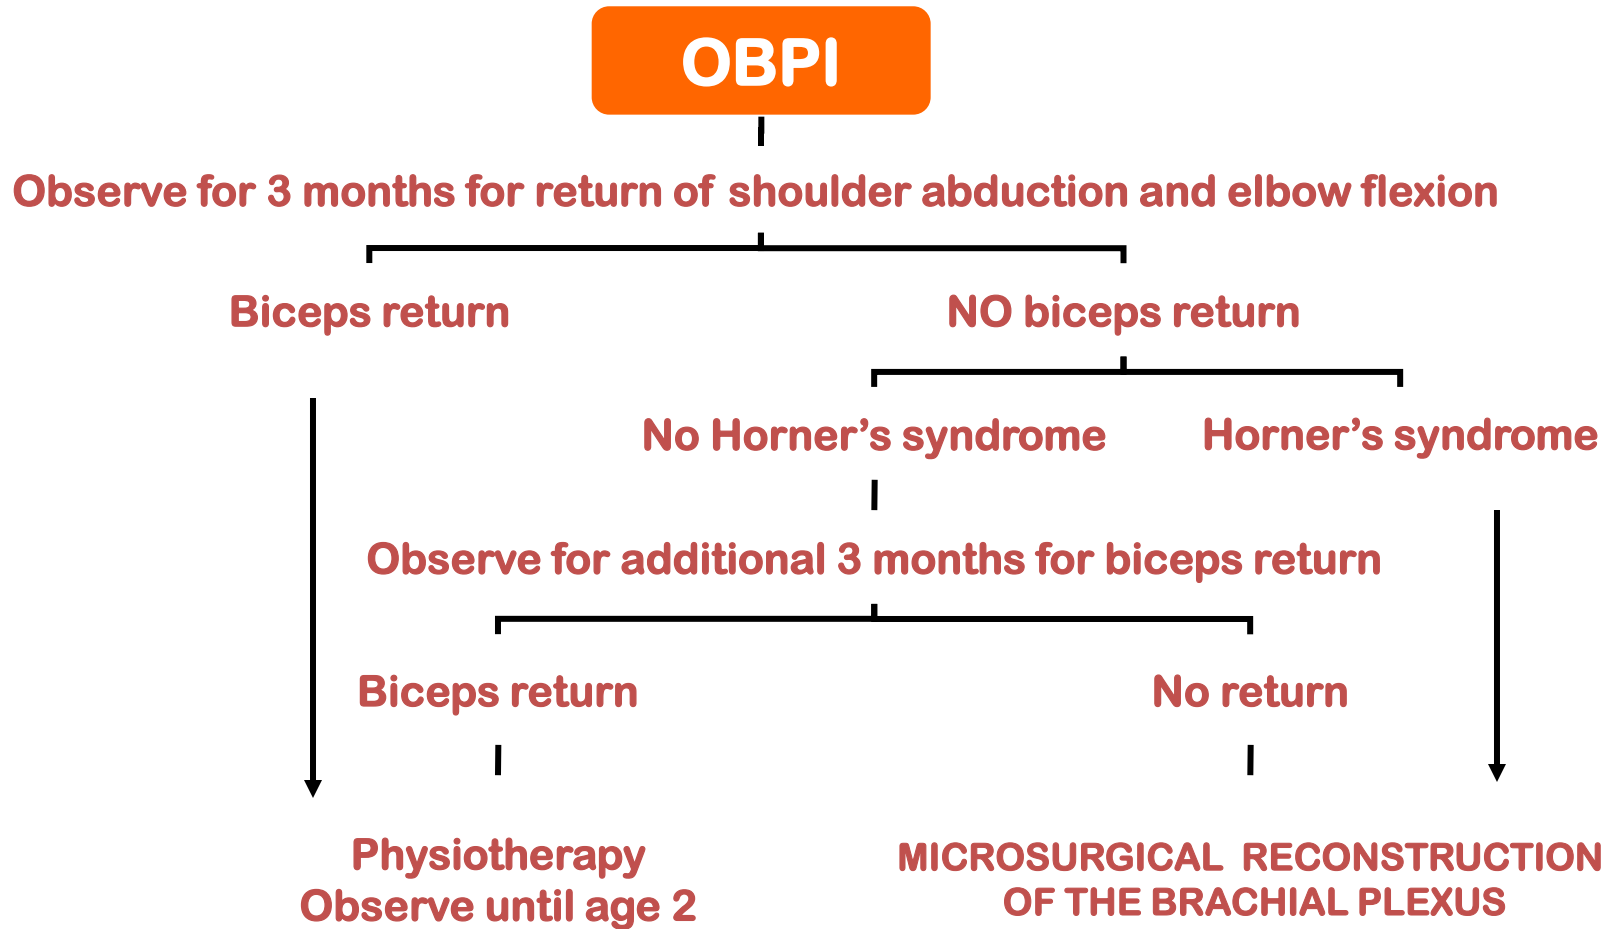 OBPI
Observe for 3 months for return of shoulder abduction and elbow flexion
Biceps return
NO biceps return
No Horner’s syndrome
Horner’s syndrome
Observe for additional 3 months for biceps return
Biceps return
No return
Physiotherapy
Observe until age 2
MICROSURGICAL RECONSTRUCTION
OF THE BRACHIAL PLEXUS